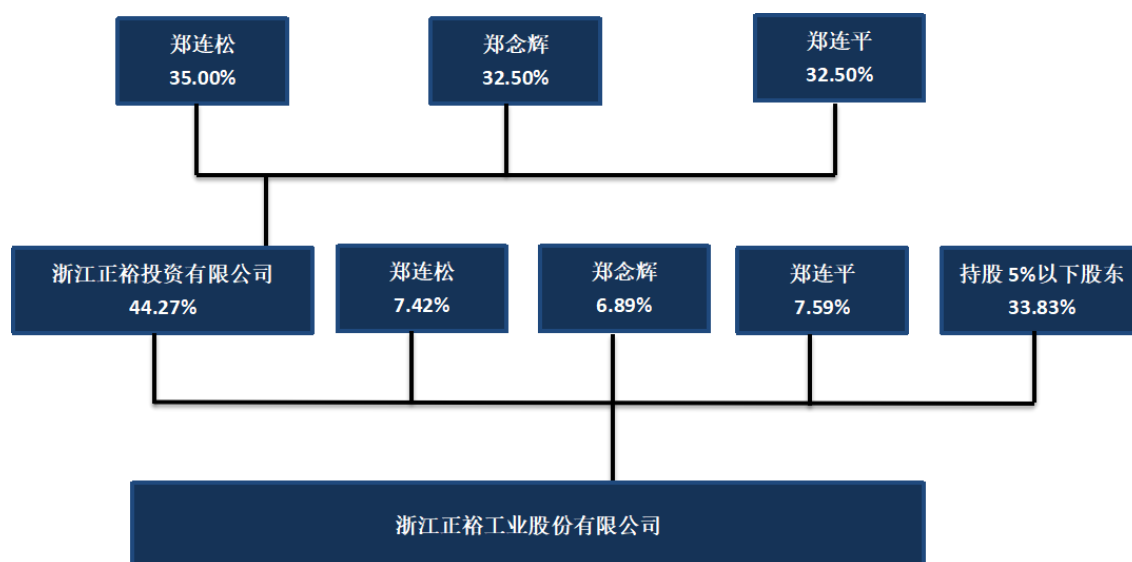 郑连松
35.00%
郑念辉
32.50%
郑连平
32.50%
浙江正裕投资有限公司
44.27%
郑连松
7.42%
郑念辉
6.89%
郑连平
7.59%
持股 5%以下股东
33.83%
浙江正裕工业股份有限公司